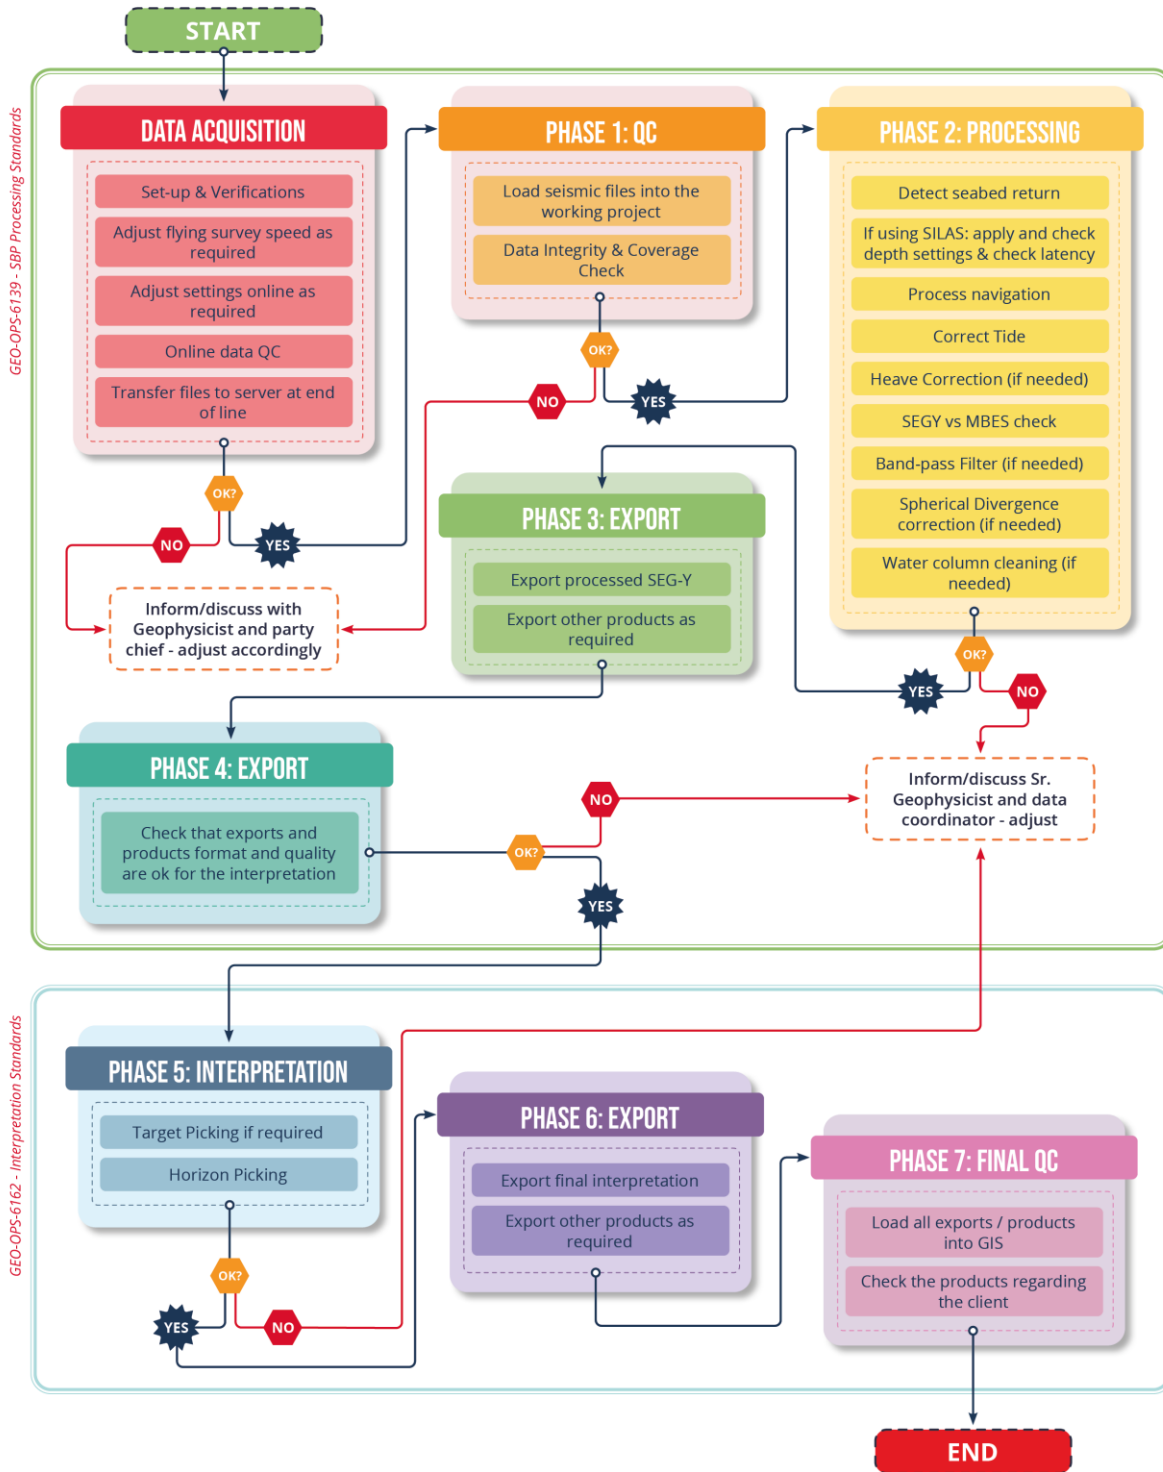 START
GEO-OPS-6139 - SBP Processing Standards
DATA ACQUISITION
Set-up & Verifications
Adjust flying survey speed as
required
Adjust settings online as
required
Online data QC
Transfer files to server at end
of line
OK?
NO
YES
Inform/discuss with
Geophysicist and party
chief - adjust accordingly
PHASE 1: QC
Load seismic files into the
working project
Data Integrity & Coverage
Check
OK?
NO
YES
PHASE 2: PROCESSING
Detect seabed return
If using SILAS: apply and check
depth settings & check latency
Process navigation
Correct Tide
Heave Correction (if needed)
SEGY vs MBES check
Band-pass Filter (if needed)
Spherical Divergence
correction (if needed)
Water column cleaning (if
needed)
OK?
YES
NO
Inform/discuss Sr.
Geophysicist and data
coordinator - adjust
PHASE 3: EXPORT
Export processed SEG-Y
Export other products as
required
PHASE 4: EXPORT
Check that exports and
products format and quality
are ok for the interpretation
OK?
NO
YES
GEO-OPS-6162 - Interpretation Standards
PHASE 5: INTERPRETATION
Target Picking if required
Horizon Picking
OK?
YES
NO
PHASE 6: EXPORT
Export final interpretation
Export other products as
required
PHASE 7: FINAL QC
Load all exports / products
into GIS
Check the products regarding
the client
END